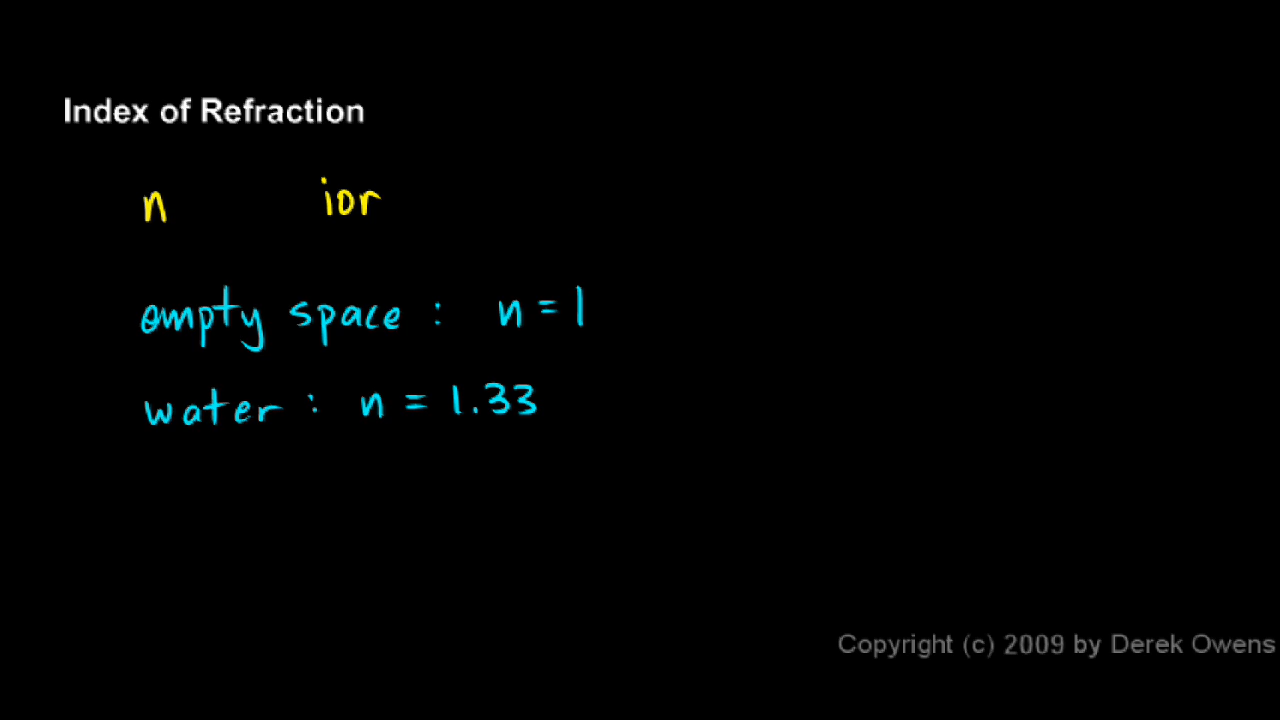 Index of Refraction
n ior
empty space : n = 1
water : n = 1.33
Copyright (c) 2009 by Derek Owens